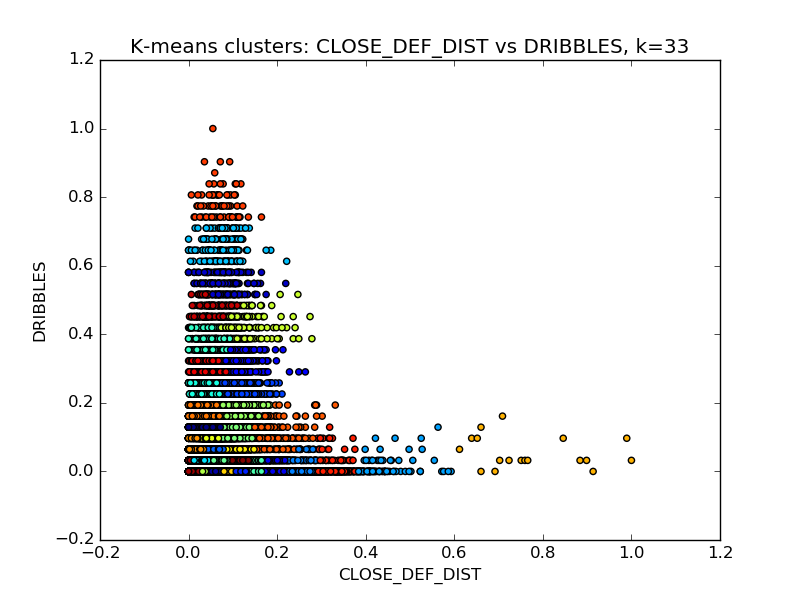 K-means clusters: CLOSE_DEF_DIST vs DRIBBLES, k=33
1.2
1.0
0.8
0.6
0.4
0.2
0.0
−0.2
DRIBBLES
−0.2 0.0 0.2 0.4 0.6 0.8 1.0 1.2
CLOSE_DEF_DIST